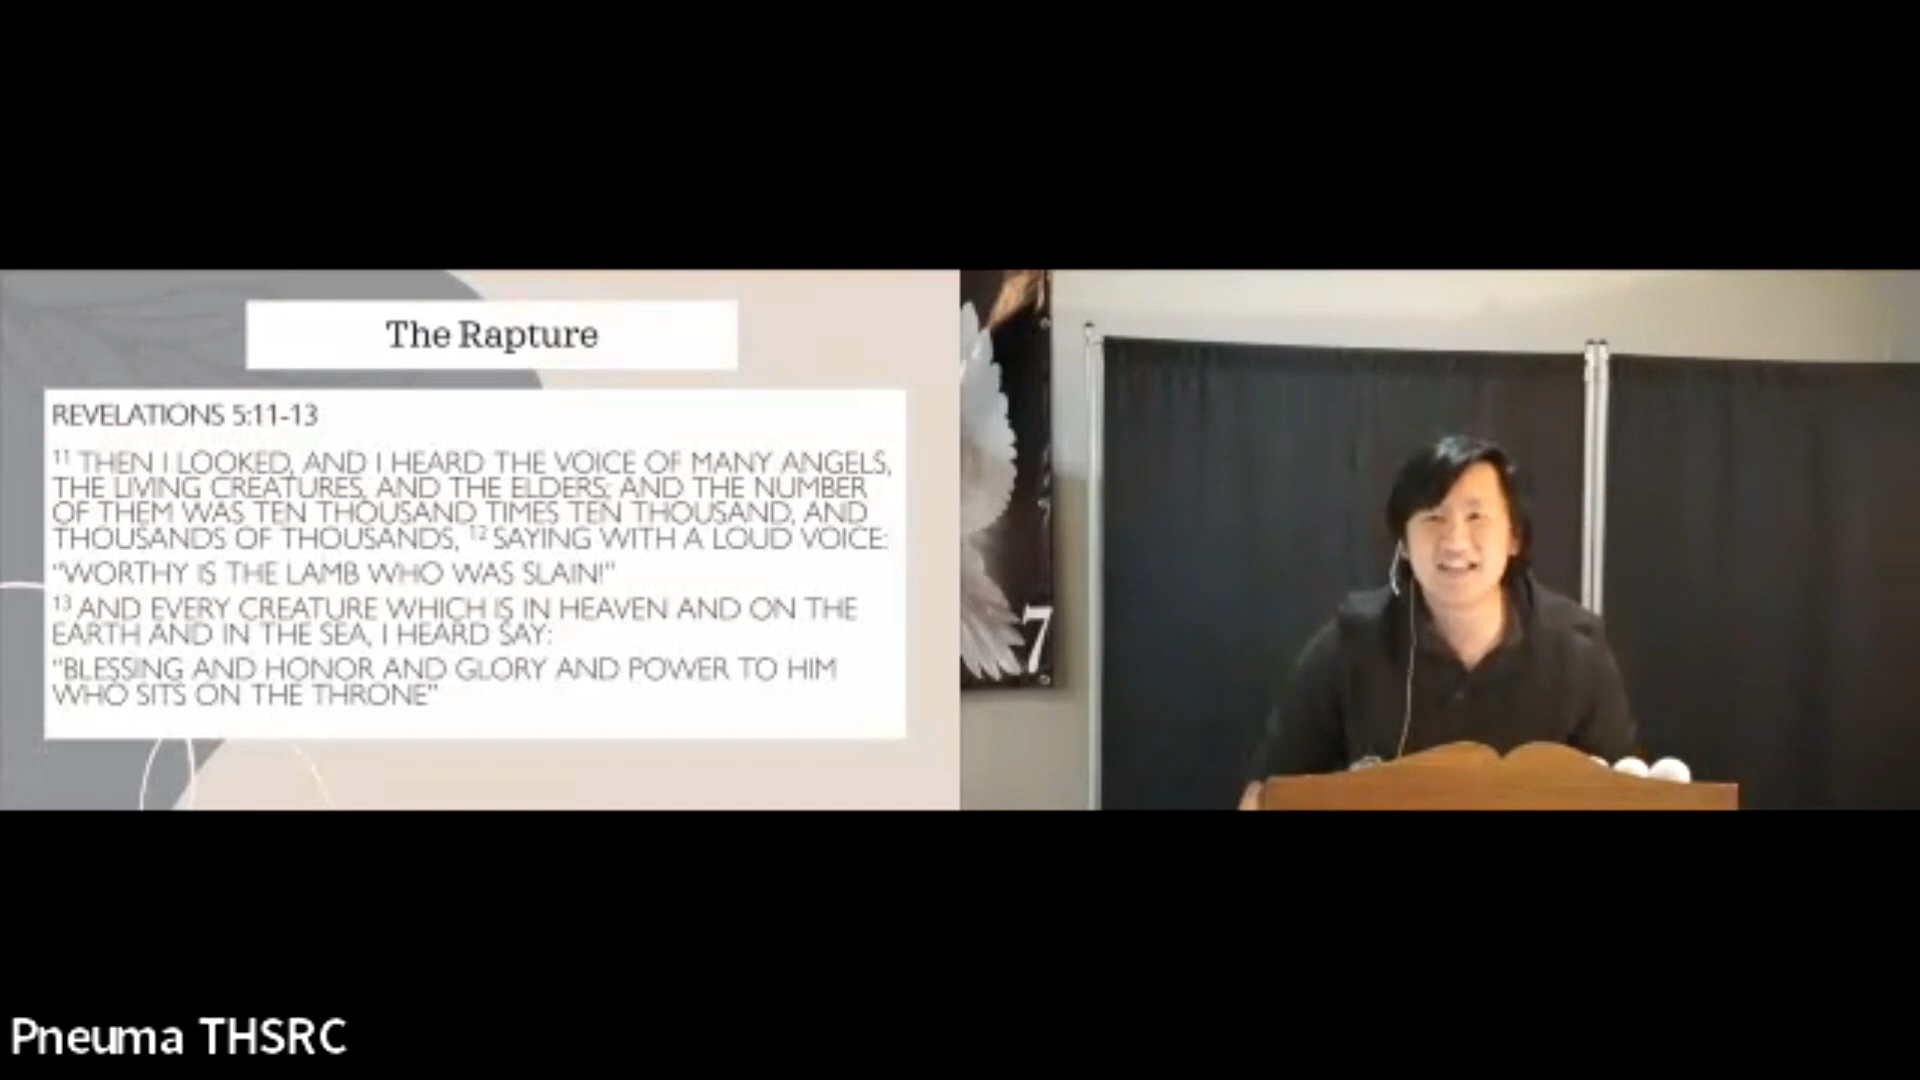 The Rapture
REVELATIONS 5:11-13
11 THEN I LOOKED, AND I HEARD THE VOICE OF MANY ANGELS,
THE LIVING CREATURES, AND THE ELDERS; AND THE NUMBER
OF THEM WAS TEN THOUSAND TIMES TEN THOUSAND, AND
THOUSANDS OF THOUSANDS, 12 SAYING WITH A LOUD VOICE:
“WORTHY IS THE LAMB WHO WAS SLAIN!”
13 AND EVERY CREATURE WHICH IS IN HEAVEN AND ON THE
EARTH AND IN THE SEA, I HEARD SAY:
“BLESSING AND HONOR AND GLORY AND POWER TO HIM
WHO SITS ON THE THRONE”
7
Pneuma THSRC